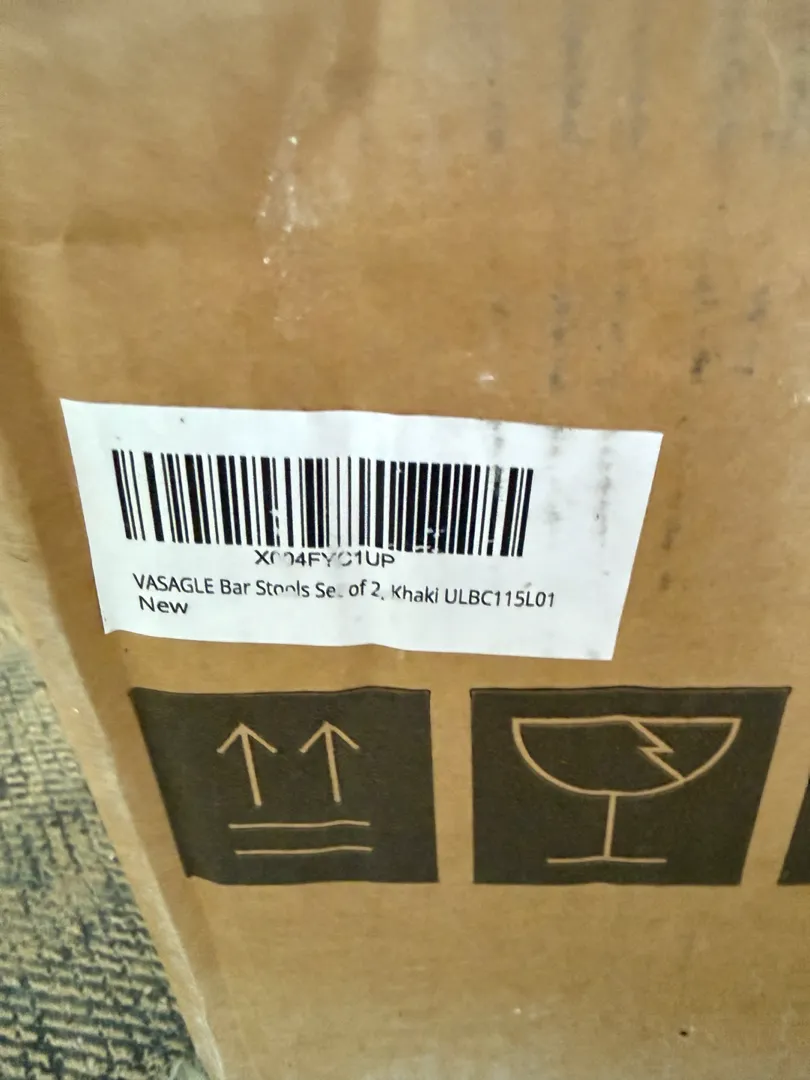 X004FYC1UP
VASAGLE Bar Stools Set of 2, Khaki ULBC115L01
New